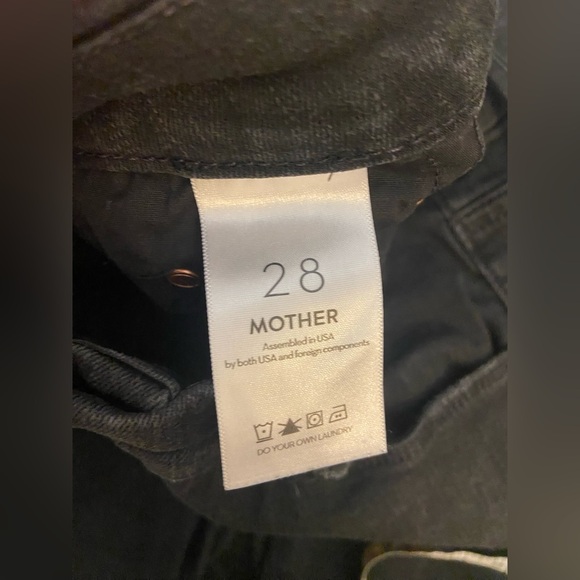 28
MOTHER
Assembled in USA
by both USA and foreign components
DO YOUR OWN LAUNDRY